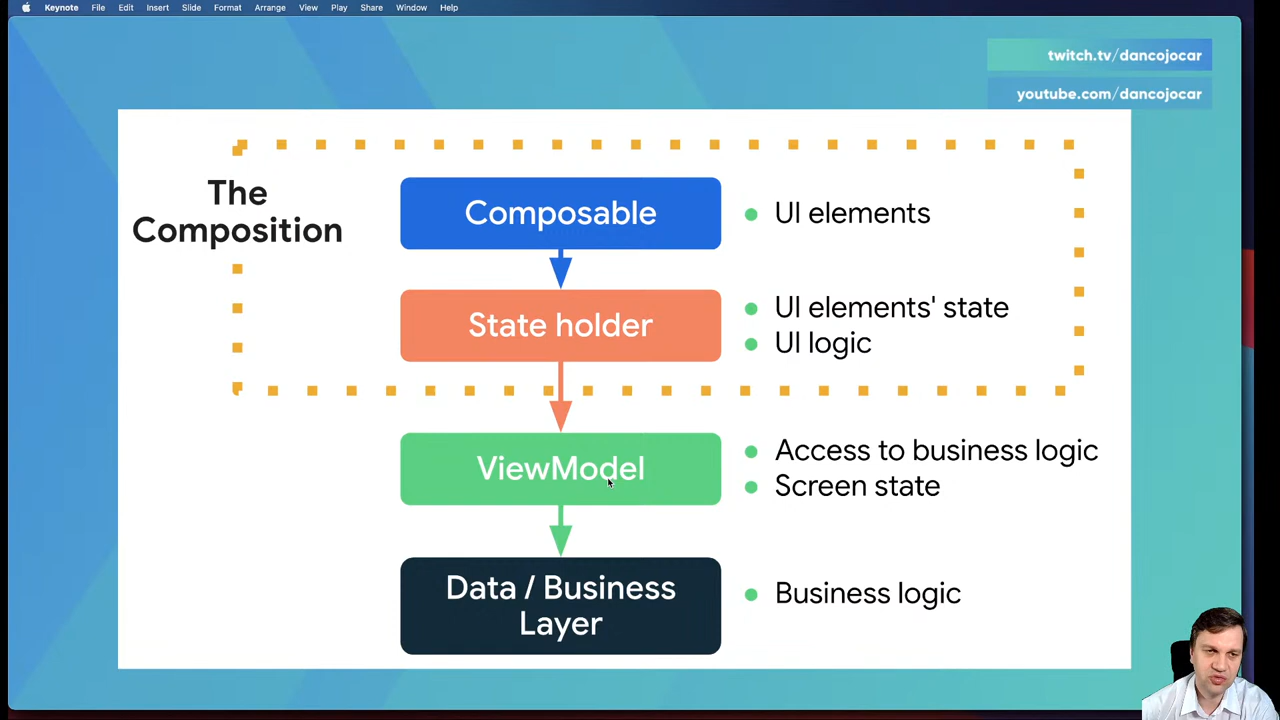 Keynote File Edit Insert Slide Format Arrange View Play Share Window Help
twitch.tv/dancojocar
youtube.com/dancojocar
The
Composition
Composable
UI elements
State holder
UI elements' state
UI logic
ViewModel
Access to business logic
Screen state
Data / Business
Layer
Business logic